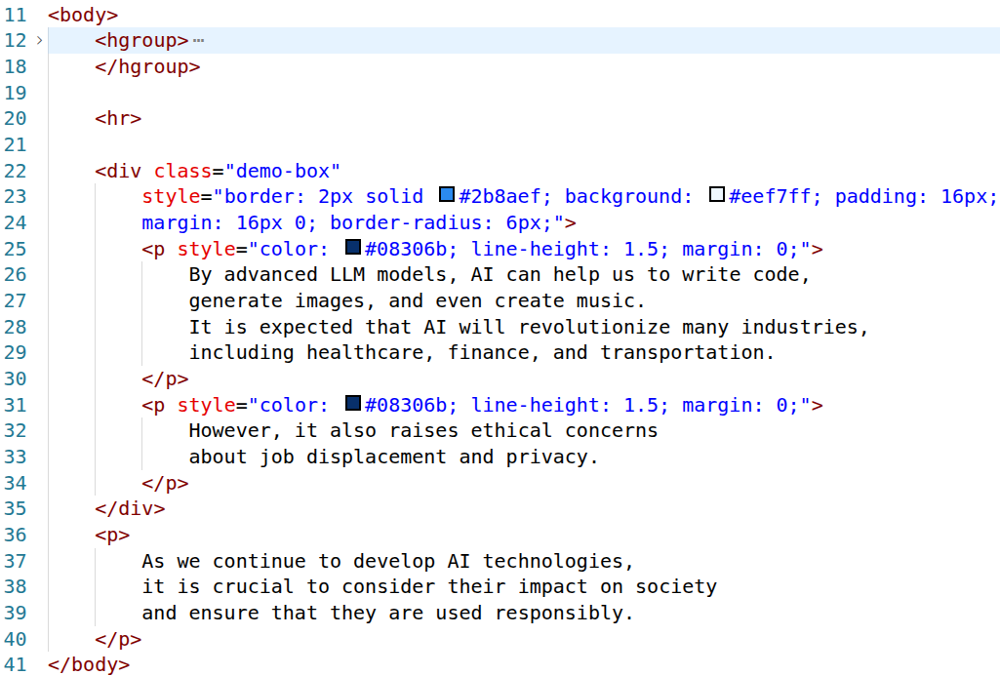 11 <body>
12 > <hgroup>⋯
18     </hgroup>
19
20     <hr>
21
22     <div class="demo-box"
23         style="border: 2px solid #2b8aef; background: #eef7ff; padding: 16px;
24         margin: 16px 0; border-radius: 6px;">
25         <p style="color: #08306b; line-height: 1.5; margin: 0;">
26             By advanced LLM models, AI can help us to write code,
27             generate images, and even create music.
28             It is expected that AI will revolutionize many industries,
29             including healthcare, finance, and transportation.
30         </p>
31         <p style="color: #08306b; line-height: 1.5; margin: 0;">
32             However, it also raises ethical concerns
33             about job displacement and privacy.
34         </p>
35     </div>
36     <p>
37         As we continue to develop AI technologies,
38         it is crucial to consider their impact on society
39         and ensure that they are used responsibly.
40     </p>
41 </body>